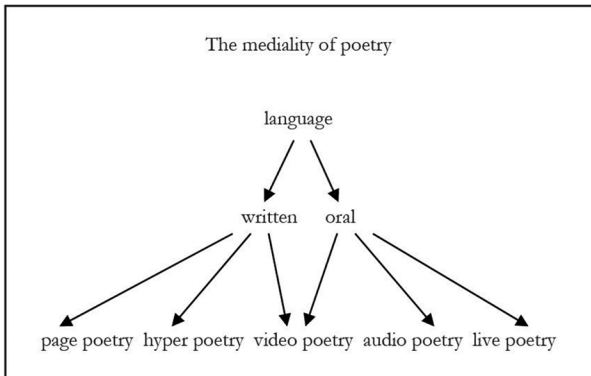 The mediality of poetry
language
written oral
page poetry hyper poetry video poetry audio poetry live poetry